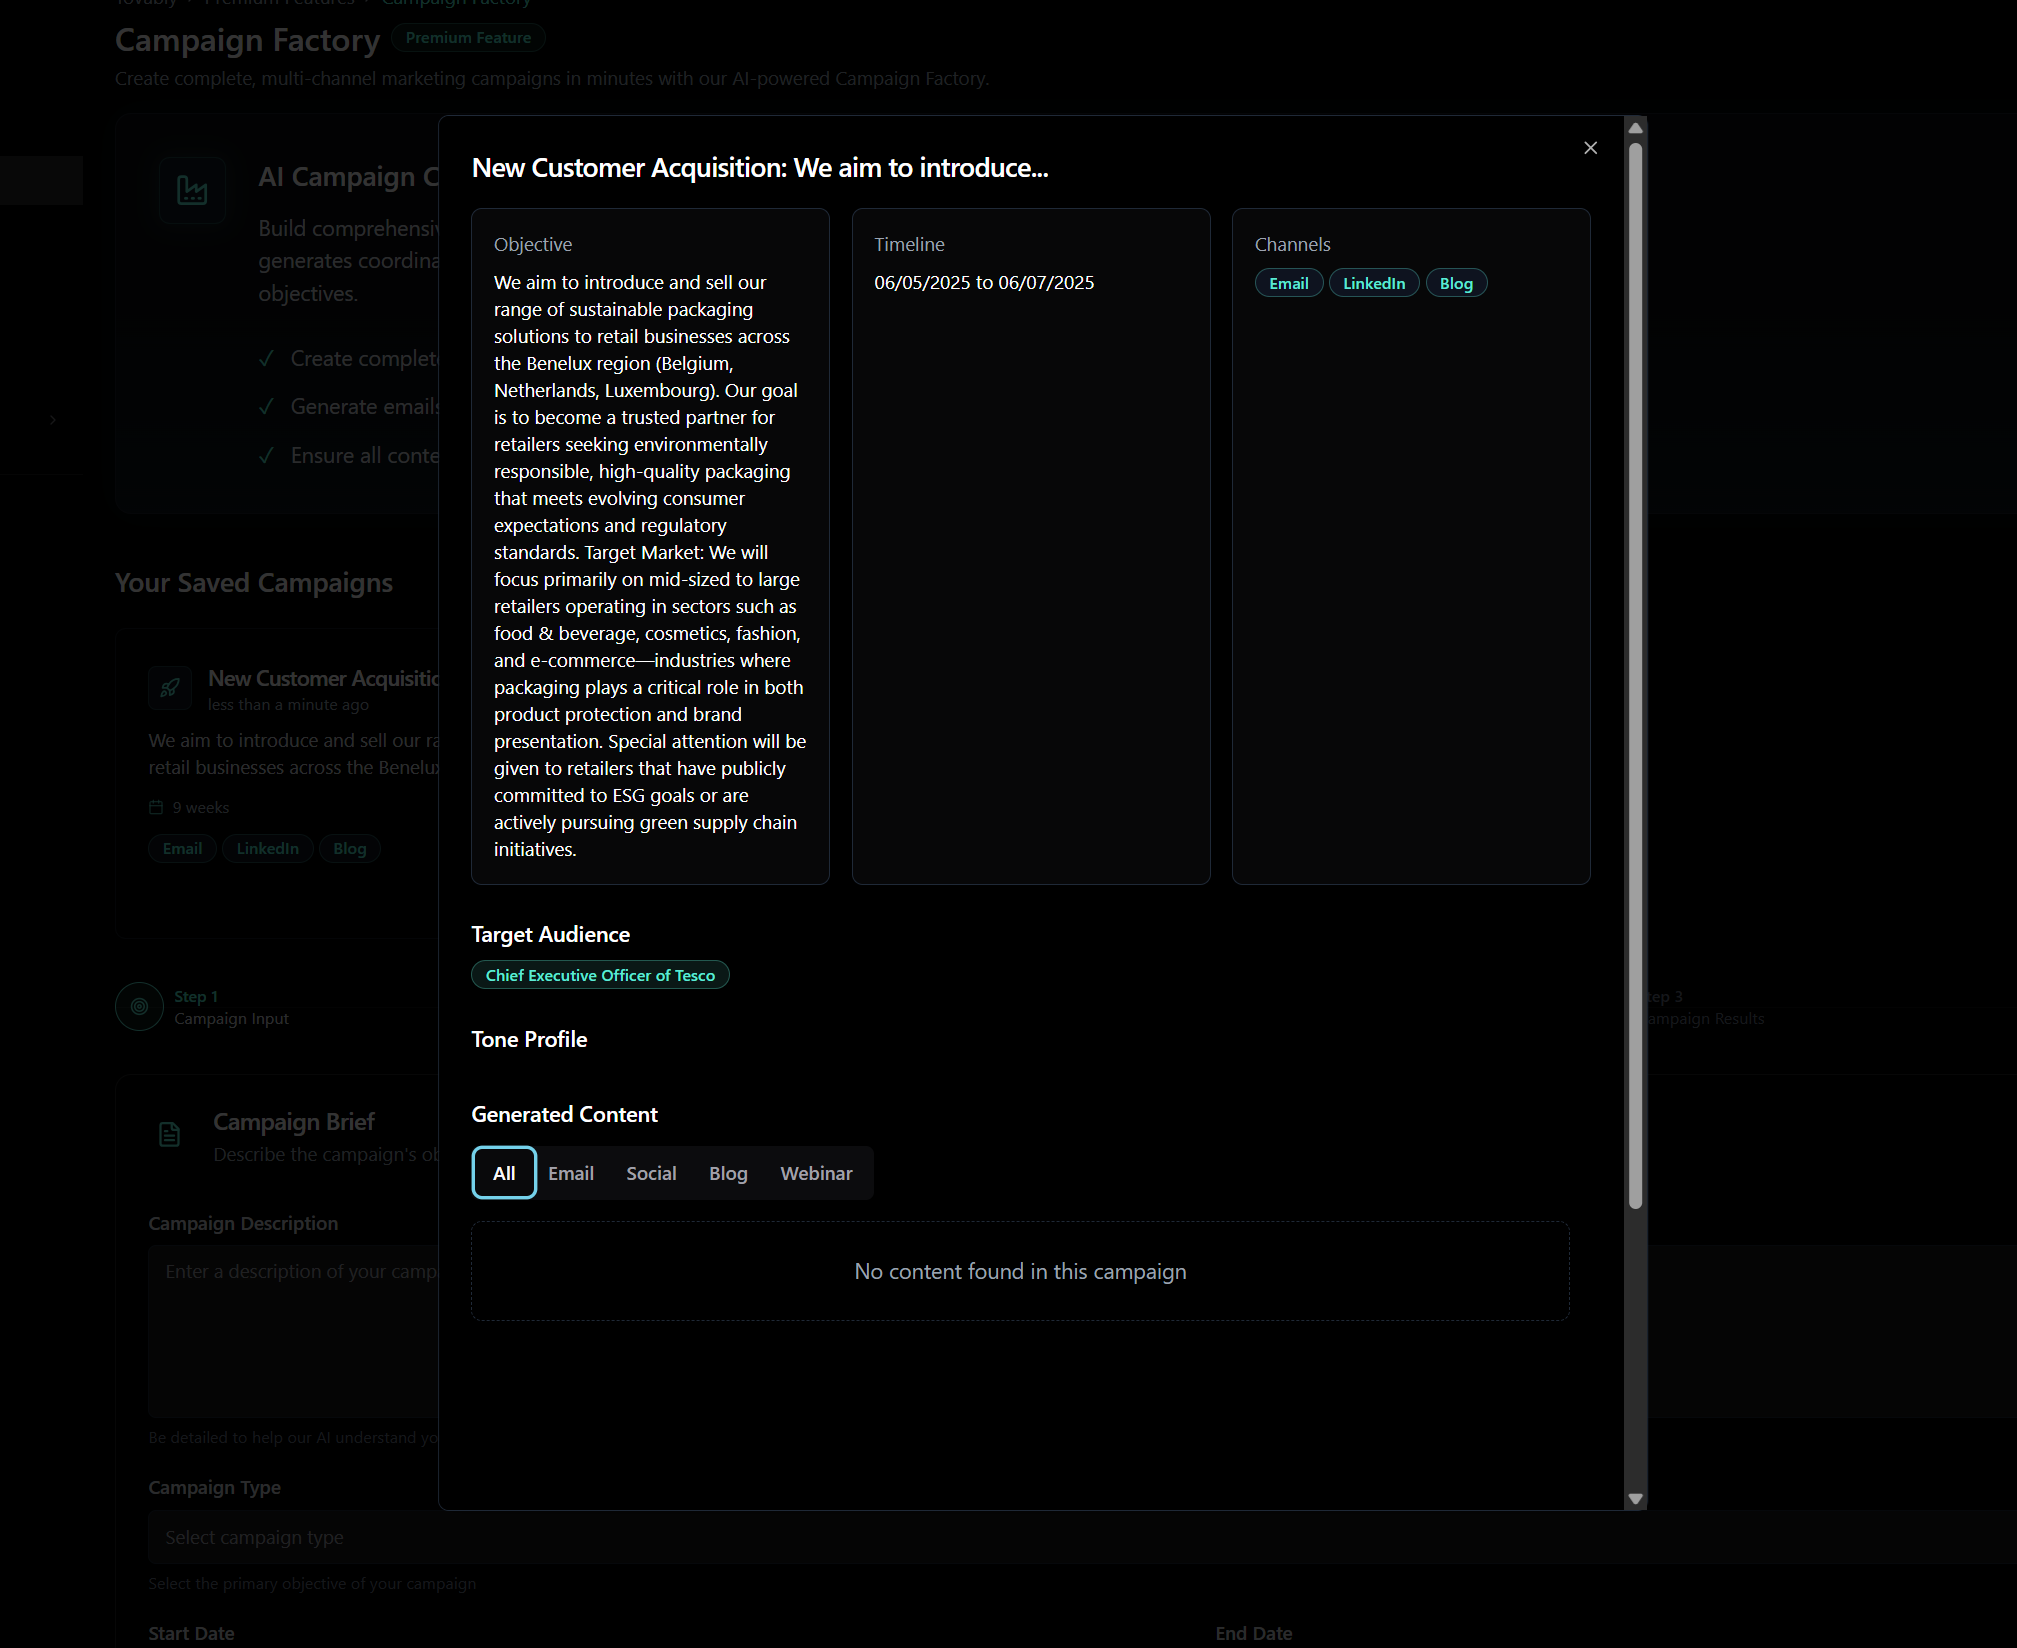 Tovably > Premium Features > Campaign Factory
Campaign Factory
Premium Feature
Create complete, multi-channel marketing campaigns in minutes with our AI-powered Campaign Factory.
AI Campaign C
Build comprehensiv
generates coordina
objectives.
Create complete
Generate emails
Ensure all conte
Your Saved Campaigns
New Customer Acquisitio
less than a minute ago
We aim to introduce and sell our ra
retail businesses across the Benelux
9 weeks
Email LinkedIn Blog
Step 1
Campaign Input
tep 3
ampaign Results
Campaign Brief
Describe the campaign's ob
Campaign Description
Enter a description of your camp
Be detailed to help our AI understand yo
Campaign Type
Select campaign type
Select the primary objective of your campaign
Start Date
End Date
New Customer Acquisition: We aim to introduce...
Objective
We aim to introduce and sell our
range of sustainable packaging
solutions to retail businesses across
the Benelux region (Belgium,
Netherlands, Luxembourg). Our goal
is to become a trusted partner for
retailers seeking environmentally
responsible, high-quality packaging
that meets evolving consumer
expectations and regulatory
standards. Target Market: We will
focus primarily on mid-sized to large
retailers operating in sectors such as
food & beverage, cosmetics, fashion,
and e-commerce—industries where
packaging plays a critical role in both
product protection and brand
presentation. Special attention will be
given to retailers that have publicly
committed to ESG goals or are
actively pursuing green supply chain
initiatives.
Timeline
06/05/2025 to 06/07/2025
Channels
Email LinkedIn Blog
Target Audience
Chief Executive Officer of Tesco
Tone Profile
Generated Content
All Email Social Blog Webinar
No content found in this campaign